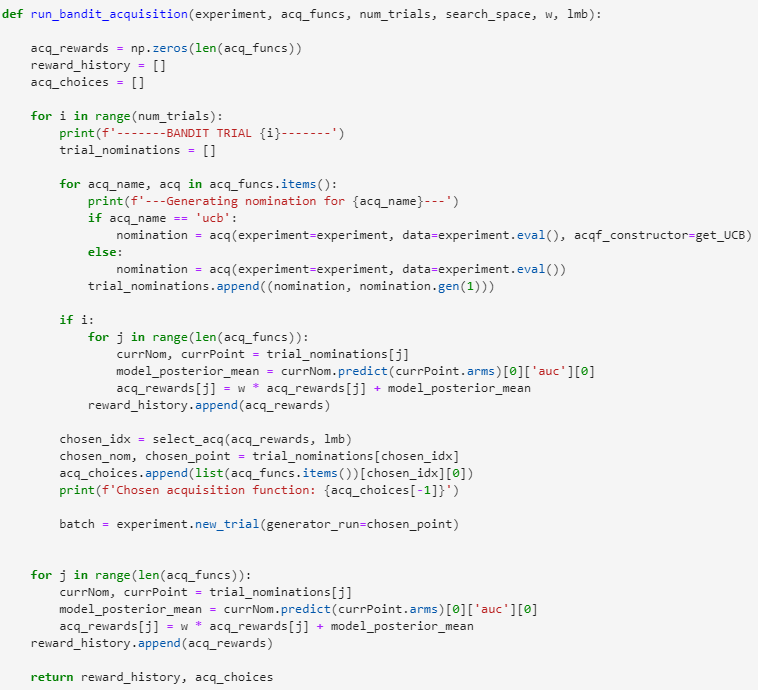 def run_bandit_acquisition(experiment, acq_funcs, num_trials, search_space, w, lmb):
    acq_rewards = np.zeros(len(acq_funcs))
    reward_history = []
    acq_choices = []
    for i in range(num_trials):
        print(f'-------BANDIT TRIAL {i}-------')
        trial_nominations = []
        for acq_name, acq in acq_funcs.items():
            print(f'---Generating nomination for {acq_name}---')
            if acq_name == 'ucb':
                nomination = acq(experiment=experiment, data=experiment.eval(), acqf_constructor=get_UCB)
            else:
                nomination = acq(experiment=experiment, data=experiment.eval())
            trial_nominations.append((nomination, nomination.gen(1)))
        if i:
            for j in range(len(acq_funcs)):
                currNom, currPoint = trial_nominations[j]
                model_posterior_mean = currNom.predict(currPoint.arms)[0]['auc'][0]
                acq_rewards[j] = w * acq_rewards[j] + model_posterior_mean
            reward_history.append(acq_rewards)
        chosen_idx = select_acq(acq_rewards, lmb)
        chosen_nom, chosen_point = trial_nominations[chosen_idx]
        acq_choices.append(list(acq_funcs.items())[chosen_idx][0])
        print(f'Chosen acquisition function: {acq_choices[-1]}')
        batch = experiment.new_trial(generator_run=chosen_point)
    for j in range(len(acq_funcs)):
        currNom, currPoint = trial_nominations[j]
        model_posterior_mean = currNom.predict(currPoint.arms)[0]['auc'][0]
        acq_rewards[j] = w * acq_rewards[j] + model_posterior_mean
    reward_history.append(acq_rewards)
    return reward_history, acq_choices